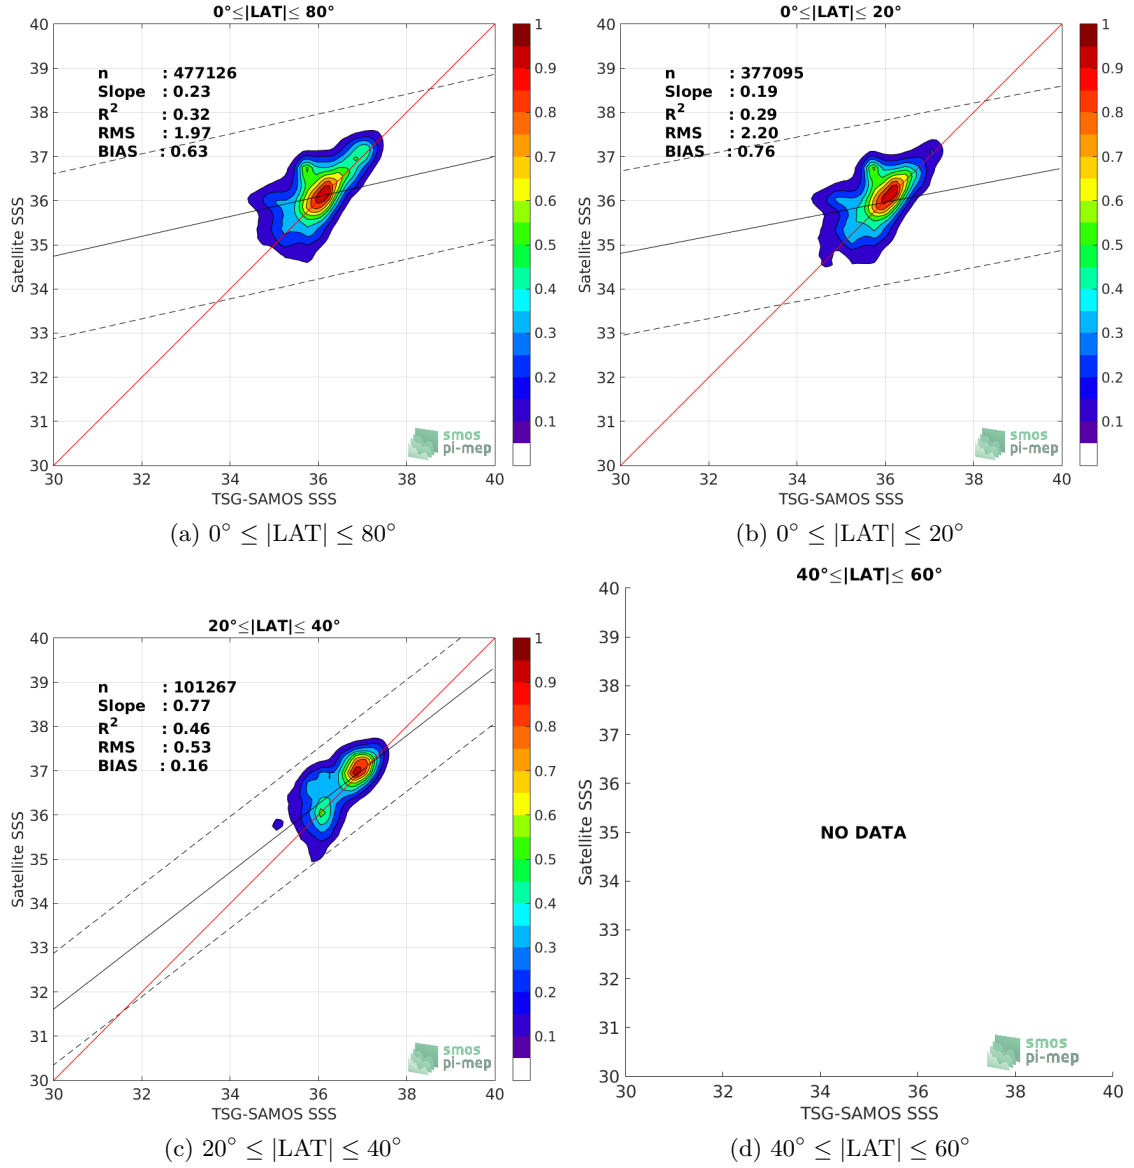 0°≤|LAT|≤ 80°
n : 477126
Slope : 0.23
R2 : 0.32
RMS : 1.97
BIAS : 0.63
40
39
38
37
36
35
34
33
32
31
30
30 32 34 36 38 40
Satellite SSS
TSG-SAMOS SSS
1
0.9
0.8
0.7
0.6
0.5
0.4
0.3
0.2
0.1
smos
pi-mep
(a) 0° ≤ |LAT| ≤ 80°
0°≤|LAT|≤ 20°
n : 377095
Slope : 0.19
R2 : 0.29
RMS : 2.20
BIAS : 0.76
40
39
38
37
36
35
34
33
32
31
30
30 32 34 36 38 40
Satellite SSS
TSG-SAMOS SSS
1
0.9
0.8
0.7
0.6
0.5
0.4
0.3
0.2
0.1
smos
pi-mep
(b) 0° ≤ |LAT| ≤ 20°
20°≤|LAT|≤ 40°
n : 101267
Slope : 0.77
R2 : 0.46
RMS : 0.53
BIAS : 0.16
40
39
38
37
36
35
34
33
32
31
30
30 32 34 36 38 40
Satellite SSS
TSG-SAMOS SSS
1
0.9
0.8
0.7
0.6
0.5
0.4
0.3
0.2
0.1
smos
pi-mep
(c) 20° ≤ |LAT| ≤ 40°
40°≤|LAT|≤ 60°
40
39
38
37
36
35
34
33
32
31
30
30 32 34 36 38 40
Satellite SSS
NO DATA
TSG-SAMOS SSS
smos
pi-mep
(d) 40° ≤ |LAT| ≤ 60°